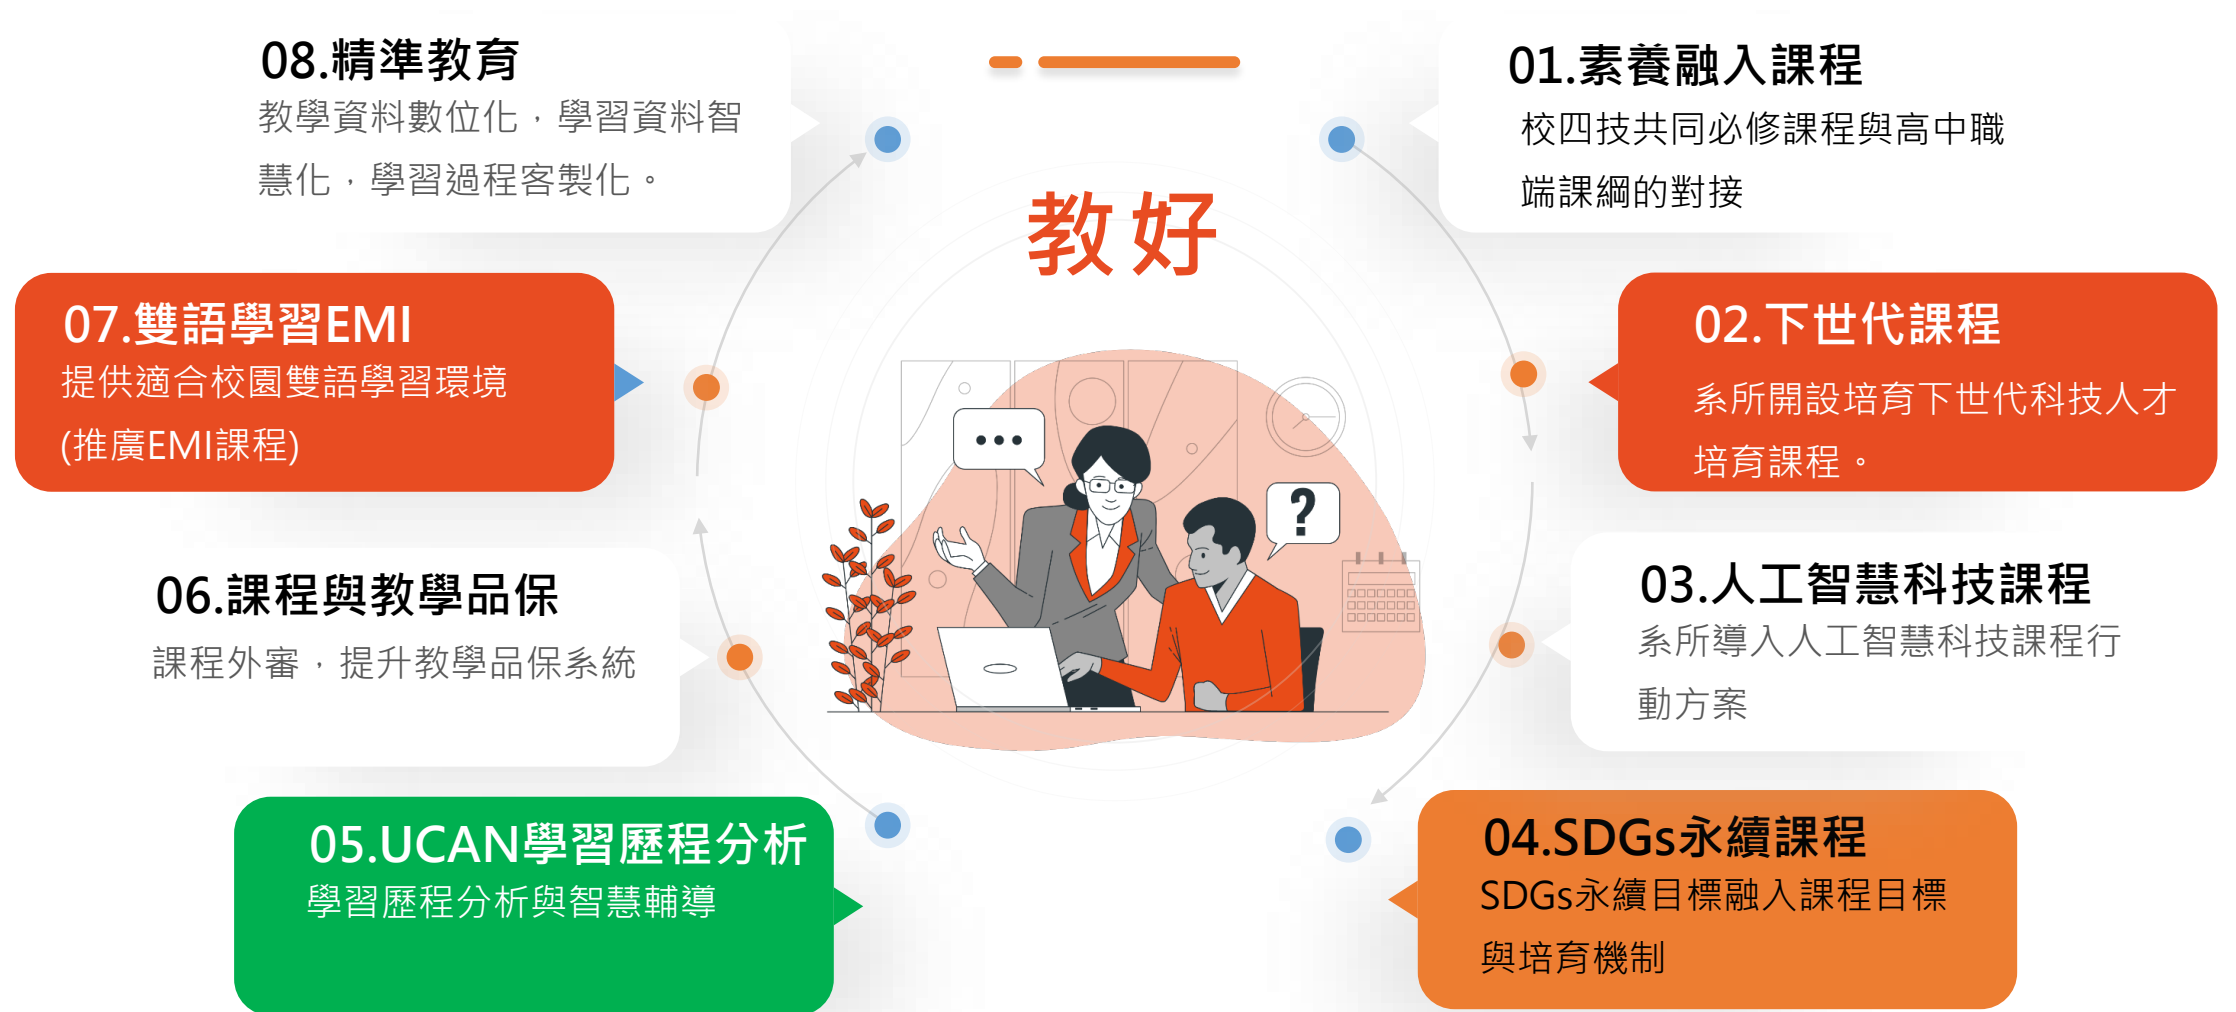 教好
01.素養融入課程
校四技共同必修課程與高中職
端課綱的對接
02.下世代課程
系所開設培育下世代科技人才
培育課程。
03.人工智慧科技課程
系所導入人工智慧科技課程行
動方案
04.SDGs永續課程
SDGs永續目標融入課程目標
與培育機制
05.UCAN學習歷程分析
學習歷程分析與智慧輔導
06.課程與教學品保
課程外審，提升教學品保系統
07.雙語學習EMI
提供適合校園雙語學習環境
(推廣EMI課程)
08.精準教育
教學資料數位化，學習資料智
慧化，學習過程客製化。
?